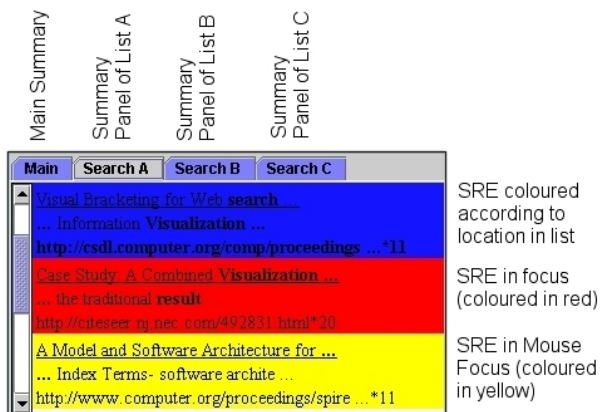 Main Summary
Summary
Panel of List A
Summary
Panel of List B
Summary
Panel of List C
Main Search A Search B Search C
Visual Bracketing for Web search ...
... Information Visualization ...
http://csdl.computer.org/comp/proceedings ...*11
SRE coloured
according to
location in list
Case Study  A Combined Visualization ...
... the traditional result
http://citeseer nj nec com/492831 html*20
SRE in focus
(coloured in red)
A Model and Software Architecture for ...
... Index Terms- software archite ...
http://www.computer.org/proceedings/spire ...*11
SRE in Mouse
Focus (coloured
in yellow)